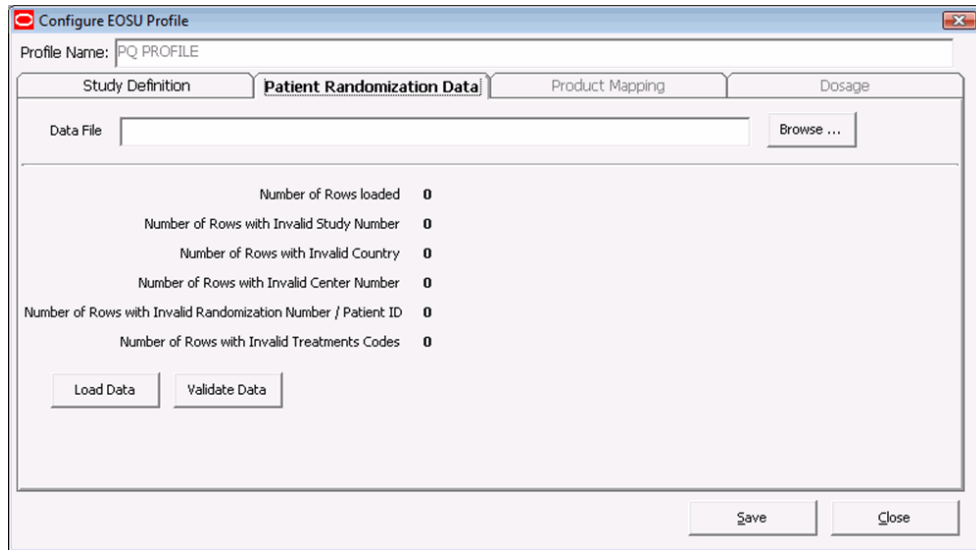 Configure EOSU Profile
Profile Name: PQ PROFILE
Study Definition Patient Randomization Data Product Mapping Dosage
Data File Browse ...
Number of Rows loaded 0
Number of Rows with Invalid Study Number 0
Number of Rows with Invalid Country 0
Number of Rows with Invalid Center Number 0
Number of Rows with Invalid Randomization Number / Patient ID 0
Number of Rows with Invalid Treatments Codes 0
Load Data Validate Data
Save Close